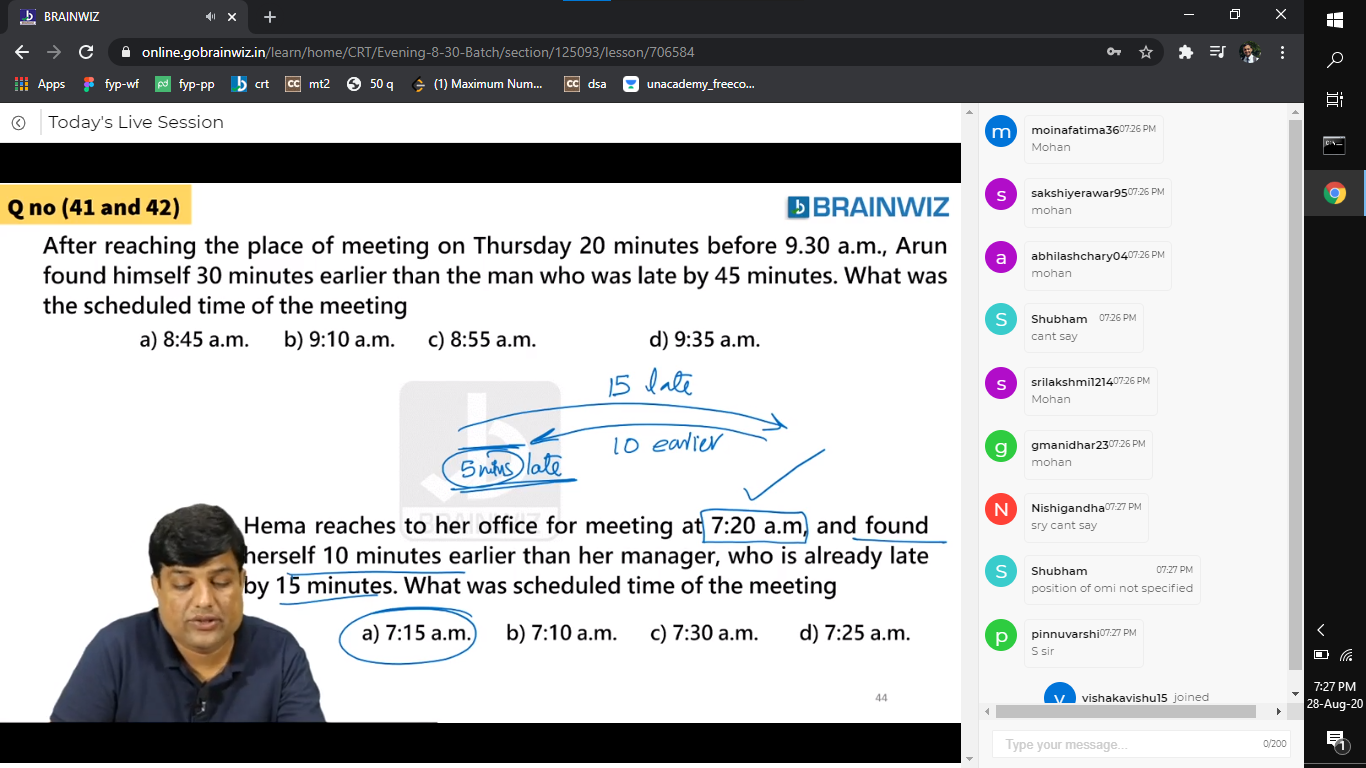 BRAINWIZ
online.gobrainwiz.in/learn/home/CRT/Evening-8-30-Batch/section/125093/lesson/706584
Apps fyp-wf fyp-pp crt mt2 50 q (1) Maximum Num... dsa unacademy_freeco...
Today's Live Session
Q no (41 and 42)
BRAINWIZ
After reaching the place of meeting on Thursday 20 minutes before 9.30 a.m., Arun
found himself 30 minutes earlier than the man who was late by 45 minutes. What was
the scheduled time of the meeting
a) 8:45 a.m. b) 9:10 a.m. c) 8:55 a.m. d) 9:35 a.m.
15 late
10 earlier
5 mins late
BRAINWIZ
Hema reaches to her office for meeting at 7:20 a.m, and found
herself 10 minutes earlier than her manager, who is already late
by 15 minutes. What was scheduled time of the meeting
a) 7:15 a.m. b) 7:10 a.m. c) 7:30 a.m. d) 7:25 a.m.
44
m moinafatima36 07:26 PM
Mohan
s sakshiyerawar95 07:26 PM
mohan
a abhilashchary04 07:26 PM
mohan
S Shubham 07:26 PM
cant say
s srilakshmi1214 07:26 PM
Mohan
g gmanidhar23 07:26 PM
mohan
N Nishigandha 07:27 PM
sry cant say
S Shubham 07:27 PM
position of omi not specified
p pinnuvarshi 07:27 PM
S sir
v vishakavishu15 joined
Type your message... 0/200
7:27 PM
28-Aug-20
1